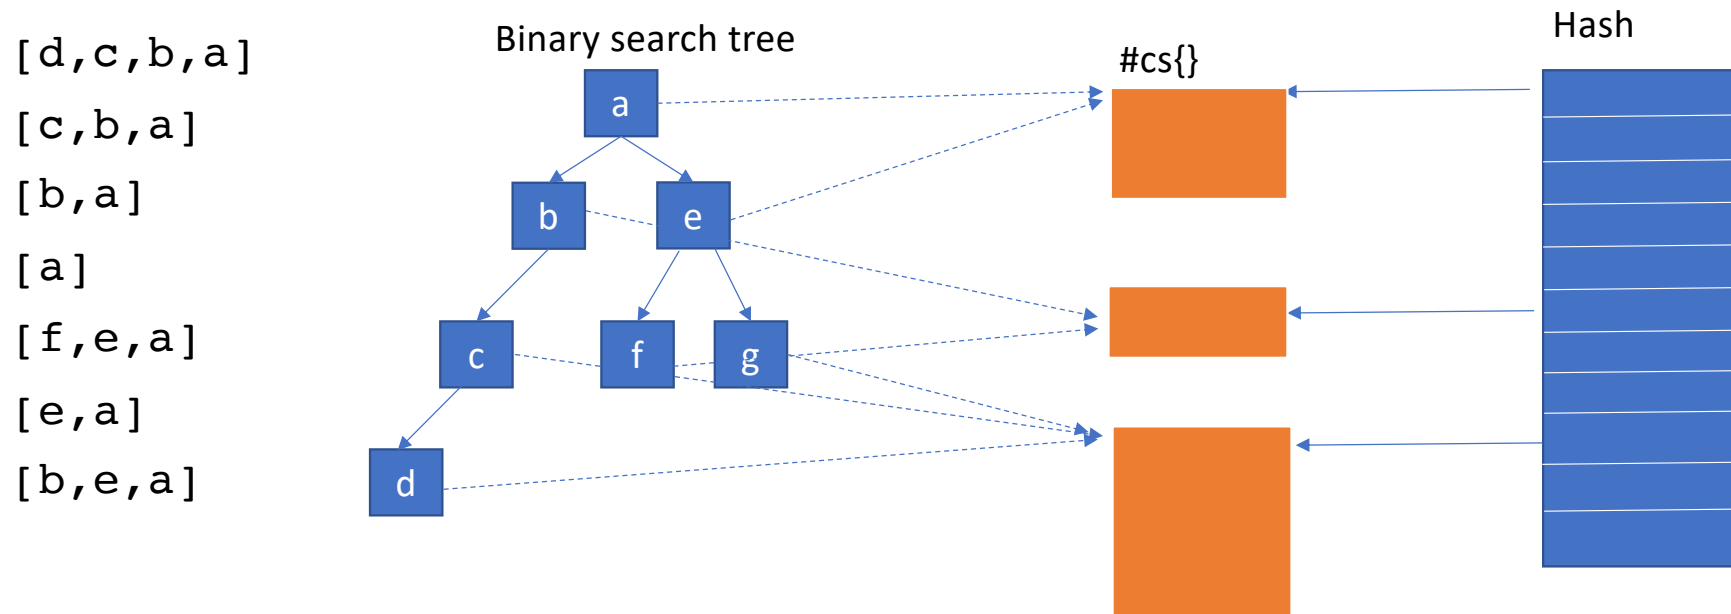 [d,c,b,a]
[c,b,a]
[b,a]
[a]
[f,e,a]
[e,a]
[b,e,a]
Binary search tree
a
b
e
c
f
g
d
#cs{}
Hash